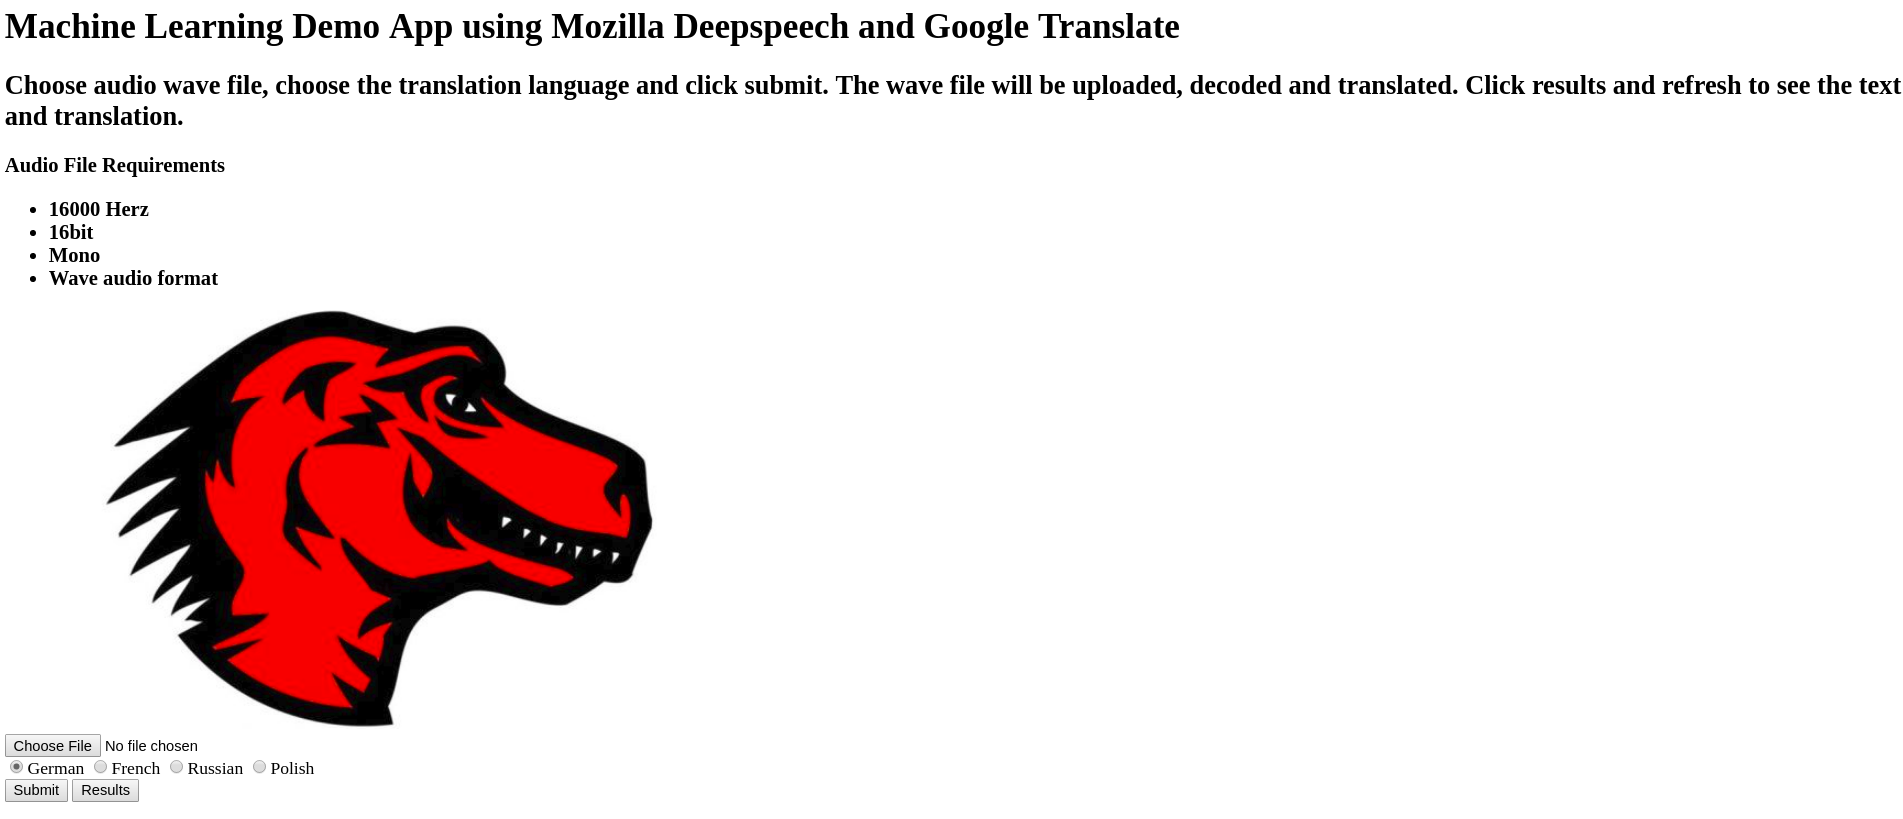 Machine Learning Demo App using Mozilla Deepspeech and Google Translate
Choose audio wave file, choose the translation language and click submit. The wave file will be uploaded, decoded and translated. Click results and refresh to see the text
and translation.
Audio File Requirements
16000 Herz
16bit
Mono
Wave audio format
Choose File No file chosen
German French Russian Polish
Submit Results